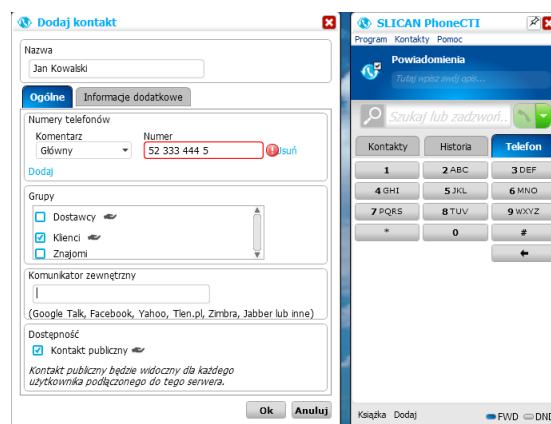 Dodaj kontakt
Nazwa
Jan Kowalski
Ogólne
Informacje dodatkowe
Numery telefonów
Komentarz Numer
Główny 52 333 444 5 Usuń
Dodaj
Grupy
Dostawcy
Klienci
Znajomi
Komunikator zewnętrzny
(Google Talk, Facebook, Yahoo, Tlen.pl, Zimbra, Jabber lub inne)
Dostępność
Kontakt publiczny
Kontakt publiczny będzie widoczny dla każdego
użytkownika podłączonego do tego serwera.
Ok Anuluj
SLICAN PhoneCTI
Program Kontakty Pomoc
Powiadomienia
Tutaj wpisz swój opis...
Szukaj lub zadzwoń..
Kontakty Historia Telefon
1 2 ABC 3 DEF
4 GHI 5 JKL 6 MNO
7 PQRS 8 TUV 9 WXYZ
* 0 #
Książka Dodaj FWD DND